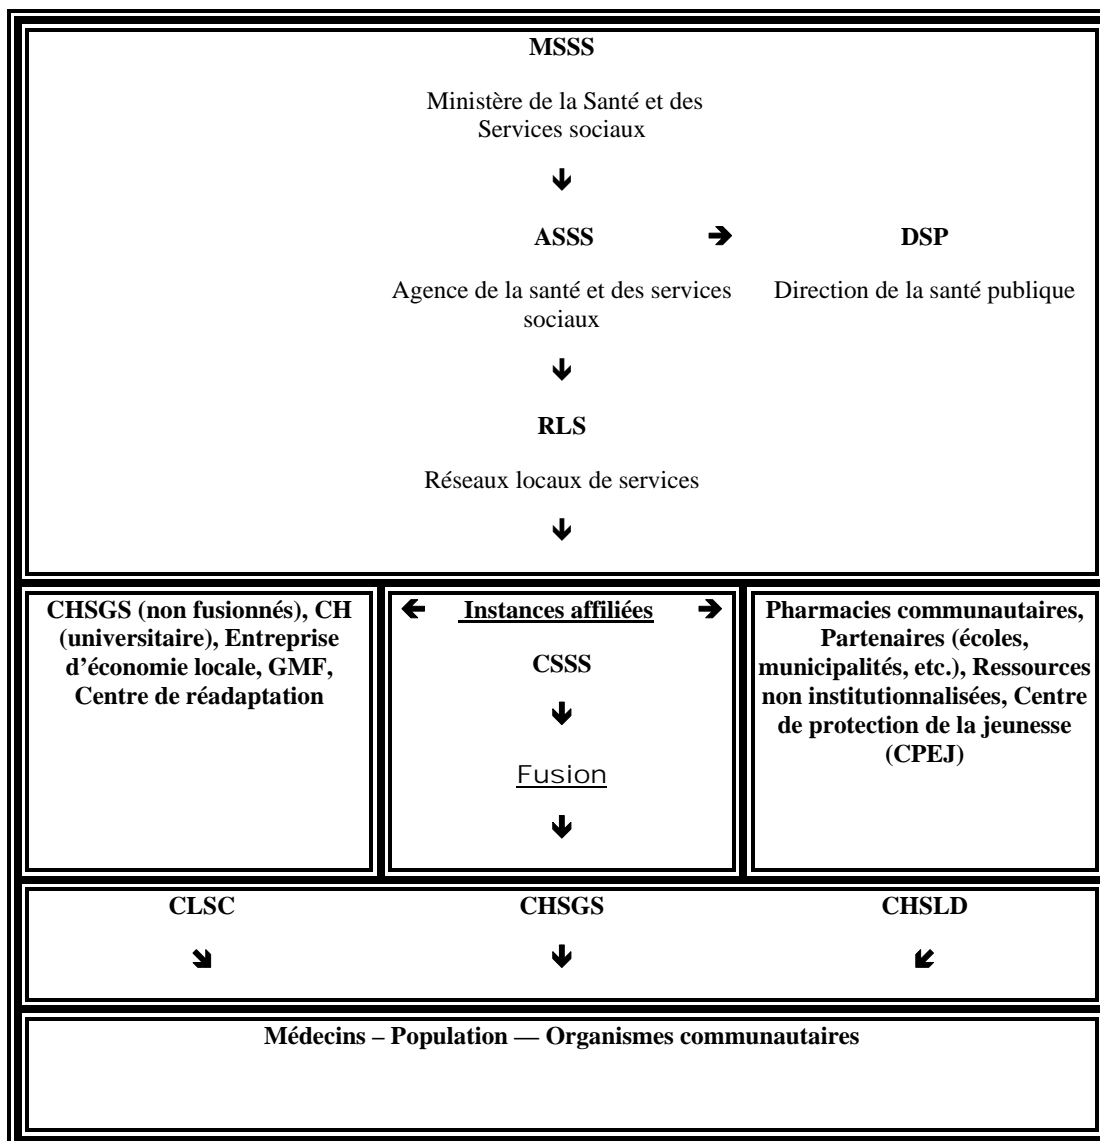 MSSS
Ministère de la Santé et des
Services sociaux
ASSS
DSP
Agence de la santé et des services
sociaux
Direction de la santé publique
RLS
Réseaux locaux de services
CHSGS (non fusionnés), CH
(universitaire), Entreprise
d'économie locale, GMF,
Centre de réadaptation
Instances affiliées
CSSS
Fusion
Pharmacies communautaires,
Partenaires (écoles,
municipalités, etc.), Ressources
non institutionnalisées, Centre
de protection de la jeunesse
(CPEJ)
CLSC
CHSGS
CHSLD
Médecins – Population — Organismes communautaires